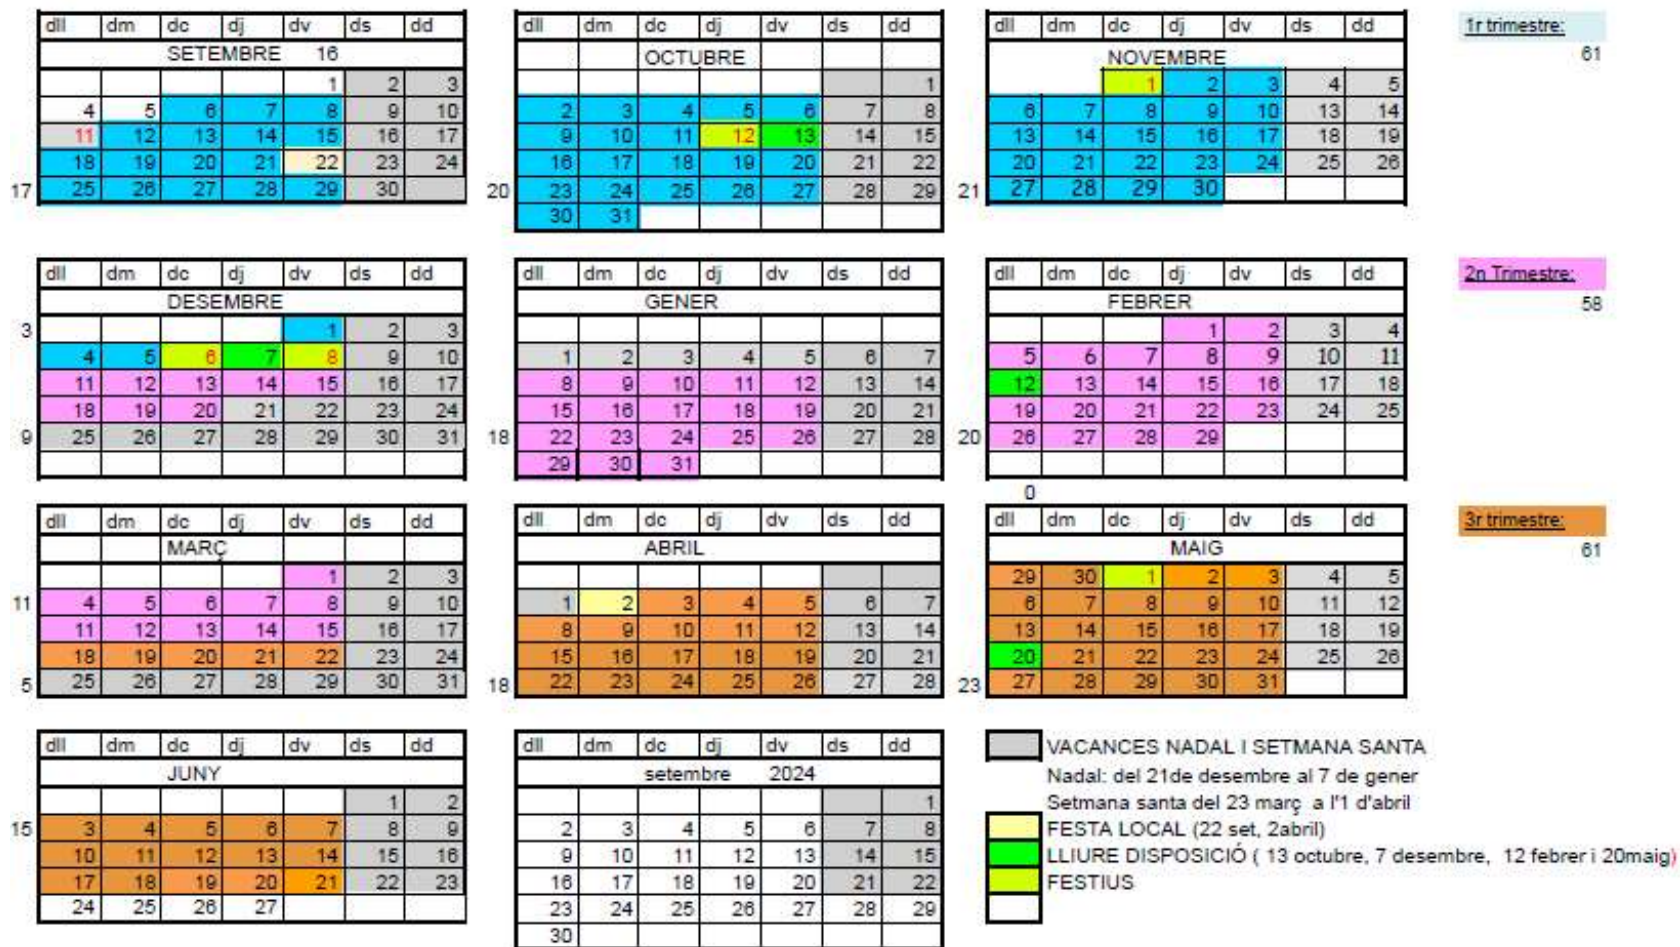 dll dm dc dj dv ds dd
SETEMBRE 16
1 2 3
4 5 6 7 8 9 10
11 12 13 14 15 16 17
18 19 20 21 22 23 24
17 25 26 27 28 29 30
dll dm dc dj dv ds dd
OCTUBRE
1
2 3 4 5 6 7 8
9 10 11 12 13 14 15
16 17 18 19 20 21 22
20 23 24 25 26 27 28 29
30 31
dll dm dc dj dv ds dd
NOVEMBRE
1 2 3 4 5
6 7 8 9 10 13 14
13 14 15 16 17 18 19
20 21 22 23 24 25 26
21 27 28 29 30
1r trimestre:
61
dll dm dc dj dv ds dd
DESEMBRE
3 1 2 3
4 5 6 7 8 9 10
11 12 13 14 15 16 17
18 19 20 21 22 23 24
9 25 26 27 28 29 30 31
dll dm dc dj dv ds dd
GENER
1 2 3 4 5 6 7
8 9 10 11 12 13 14
15 16 17 18 19 20 21
18 22 23 24 25 26 27 28
29 30 31
dll dm dc dj dv ds dd
FEBRER
1 2 3 4
5 6 7 8 9 10 11
12 13 14 15 16 17 18
19 20 21 22 23 24 25
20 26 27 28 29
0
2n Trimestre:
58
dll dm dc dj dv ds dd
MARÇ
1 2 3
11 4 5 6 7 8 9 10
11 12 13 14 15 16 17
18 19 20 21 22 23 24
5 25 26 27 28 29 30 31
dll dm dc dj dv ds dd
ABRIL
1 2 3 4 5 6 7
8 9 10 11 12 13 14
15 16 17 18 19 20 21
18 22 23 24 25 26 27 28
dll dm dc dj dv ds dd
MAIG
29 30 1 2 3 4 5
6 7 8 9 10 11 12
13 14 15 16 17 18 19
20 21 22 23 24 25 26
23 27 28 29 30 31
3r trimestre:
61
dll dm dc dj dv ds dd
JUNY
1 2
15 3 4 5 6 7 8 9
10 11 12 13 14 15 16
17 18 19 20 21 22 23
24 25 26 27
dll dm dc dj dv ds dd
setembre 2024
1
2 3 4 5 6 7 8
9 10 11 12 13 14 15
16 17 18 19 20 21 22
23 24 25 26 27 28 29
30
VACANCES NADAL I SETMANA SANTA
Nadal: del 21de desembre al 7 de gener
Setmana santa del 23 març a l'1 d'abril
FESTA LOCAL (22 set, 2abril)
LLIURE DISPOSICIÓ ( 13 octubre, 7 desembre, 12 febrer i 20maig)
FESTIUS